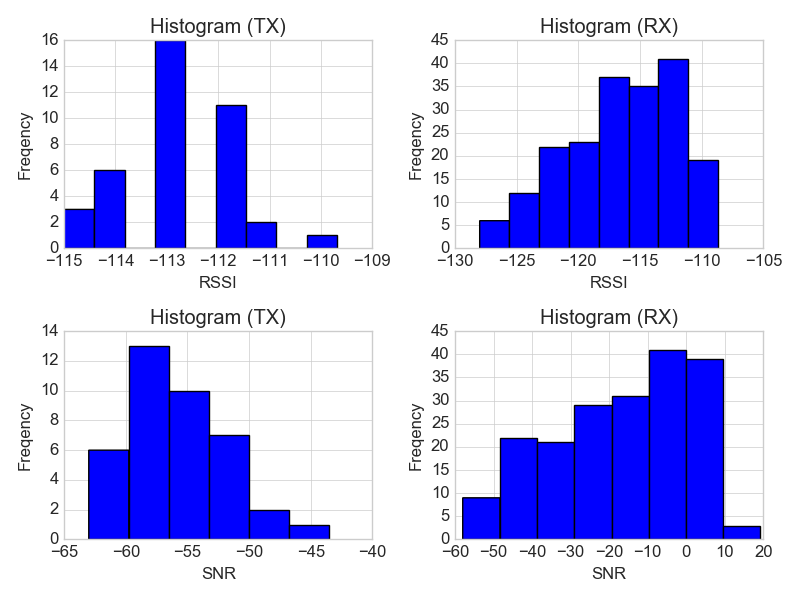 Histogram (TX)
Freqency
16
14
12
10
8
6
4
2
0
−115 −114 −113 −112 −111 −110 −109
RSSI
Histogram (RX)
Freqency
45
40
35
30
25
20
15
10
5
0
−130 −125 −120 −115 −110 −105
RSSI
Histogram (TX)
Freqency
14
12
10
8
6
4
2
0
−65 −60 −55 −50 −45 −40
SNR
Histogram (RX)
Freqency
45
40
35
30
25
20
15
10
5
0
−60 −50 −40 −30 −20 −10 0 10 20
SNR